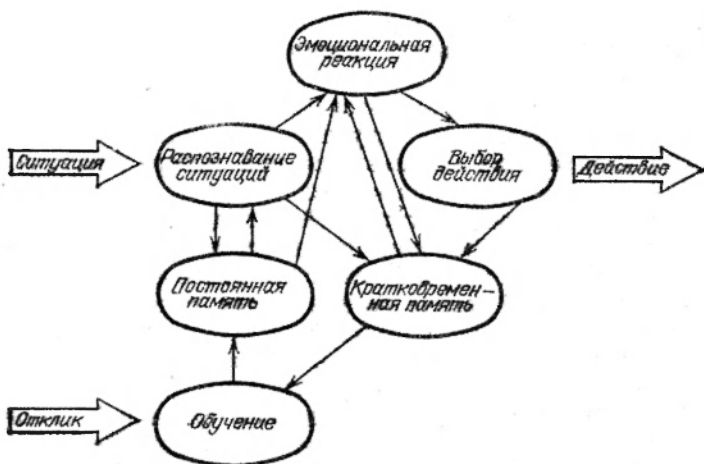 Эмоциональная
реакция
Ситуация
Распознавание
ситуаций
Выбор
действия
Действие
Постоянная
память
Кратковремен-
ная память
Отклик
Обучение